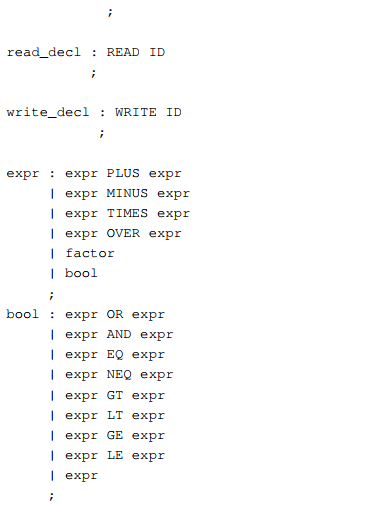 ;
read_decl : READ ID
;
write_decl : WRITE ID
;
expr : expr PLUS expr
| expr MINUS expr
| expr TIMES expr
| expr OVER expr
| factor
| bool
;
bool : expr OR expr
| expr AND expr
| expr EQ expr
| expr NEQ expr
| expr GT expr
| expr LT expr
| expr GE expr
| expr LE expr
| expr
;